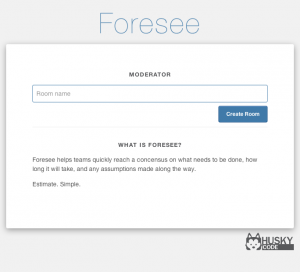 Foresee
MODERATOR
Room name
Create Room
WHAT IS FORESEE?
Foresee helps teams quickly reach a concensus on what needs to be done, how
long it will take, and any assumptions made along the way.
Estimate. Simple.
HUSKY
CODE